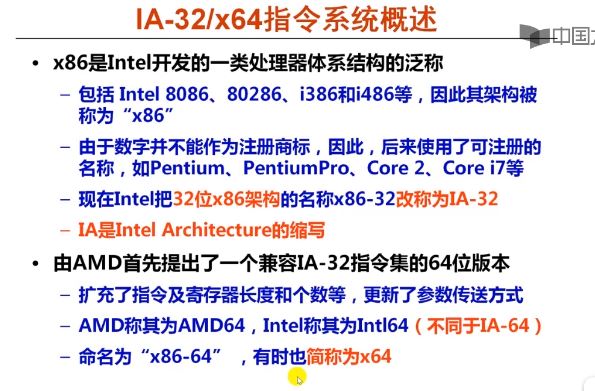 IA-32/x64指令系统概述
中国大
• x86是Intel开发的一类处理器体系结构的泛称
– 包括 Intel 8086、80286、i386和i486等，因此其架构被
称为“x86”
– 由于数字并不能作为注册商标，因此，后来使用了可注册的
名称，如Pentium、PentiumPro、Core 2、Core i7等
– 现在Intel把32位x86架构的名称x86-32改称为IA-32
– IA是Intel Architecture的缩写
• 由AMD首先提出了一个兼容IA-32指令集的64位版本
– 扩充了指令及寄存器长度和个数等，更新了参数传送方式
– AMD称其为AMD64，Intel称其为Intl64（不同于IA-64）
– 命名为“x86-64”，有时也简称为x64